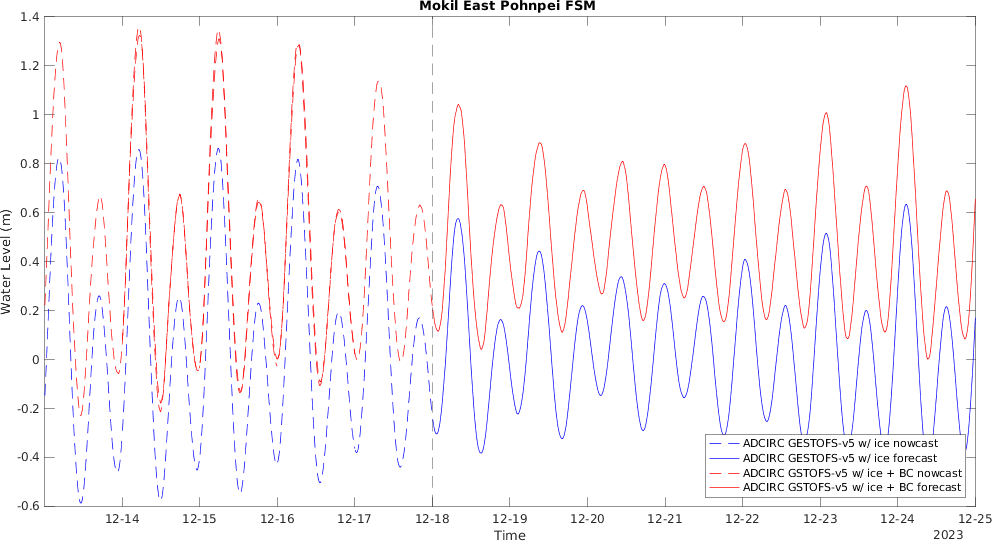 Mokil East Pohnpei FSM
1.4
1.2
1
0.8
0.6
0.4
0.2
0
-0.2
-0.4
-0.6
Water Level (m)
ADCIRC GESTOFS-v5 w/ ice nowcast
ADCIRC GESTOFS-v5 w/ ice forecast
ADCIRC GSTOFS-v5 w/ ice + BC nowcast
ADCIRC GSTOFS-v5 w/ ice + BC forecast
12-14 12-15 12-16 12-17 12-18 12-19 12-20 12-21 12-22 12-23 12-24 12-25
Time
2023